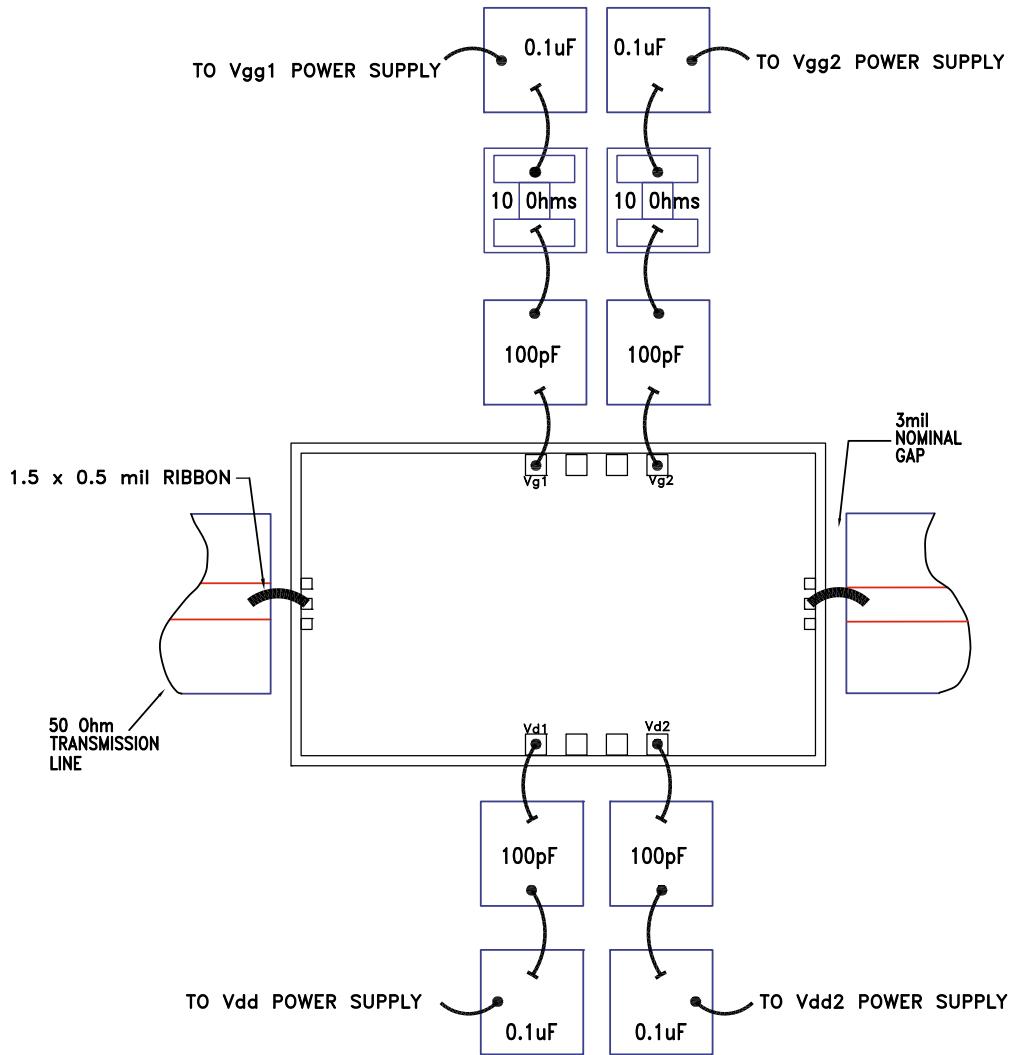 0.1uF
0.1uF
TO Vgg1 POWER SUPPLY
TO Vgg2 POWER SUPPLY
10 Ohms
10 Ohms
100pF
100pF
3mil
NOMINAL
GAP
1.5 x 0.5 mil RIBBON
Vg1
Vg2
50 Ohm
TRANSMISSION
LINE
Vd1
Vd2
100pF
100pF
TO Vdd POWER SUPPLY
TO Vdd2 POWER SUPPLY
0.1uF
0.1uF